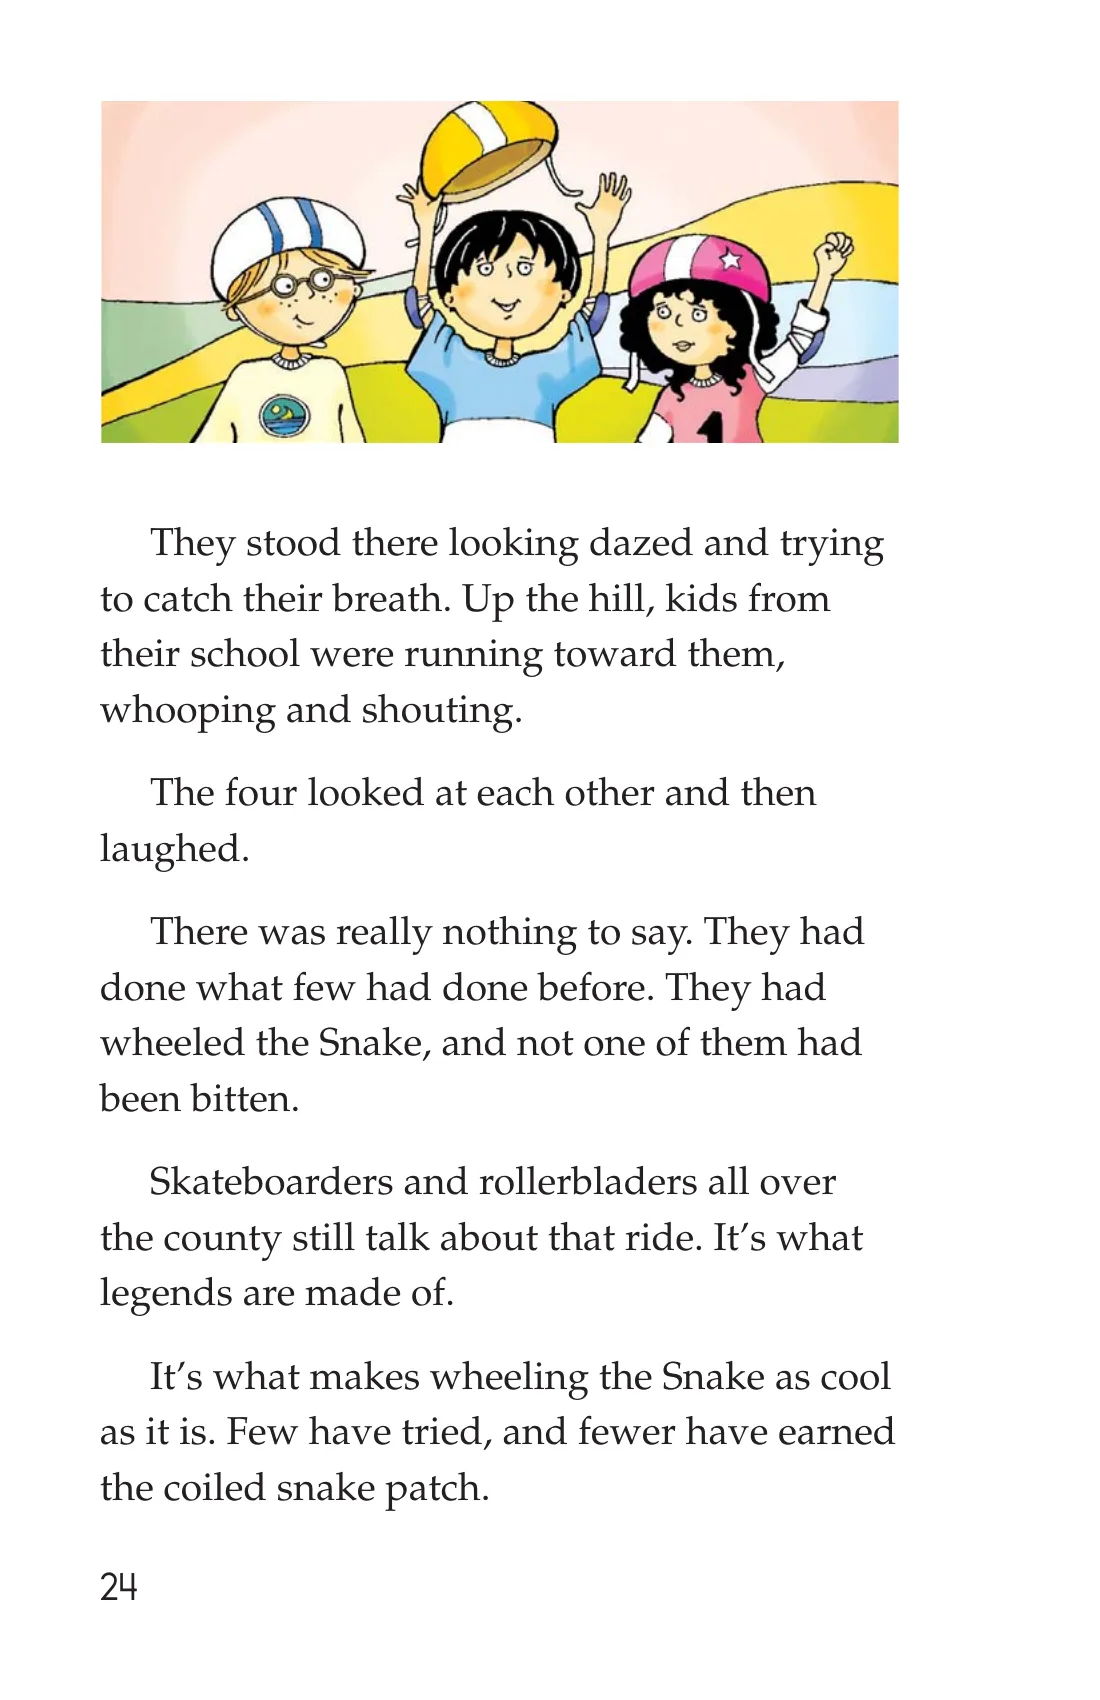 1
They stood there looking dazed and trying
to catch their breath. Up the hill, kids from
their school were running toward them,
whooping and shouting.
The four looked at each other and then
laughed.
There was really nothing to say. They had
done what few had done before. They had
wheeled the Snake, and not one of them had
been bitten.
Skateboarders and rollerbladers all over
the county still talk about that ride. It’s what
legends are made of.
It’s what makes wheeling the Snake as cool
as it is. Few have tried, and fewer have earned
the coiled snake patch.
24